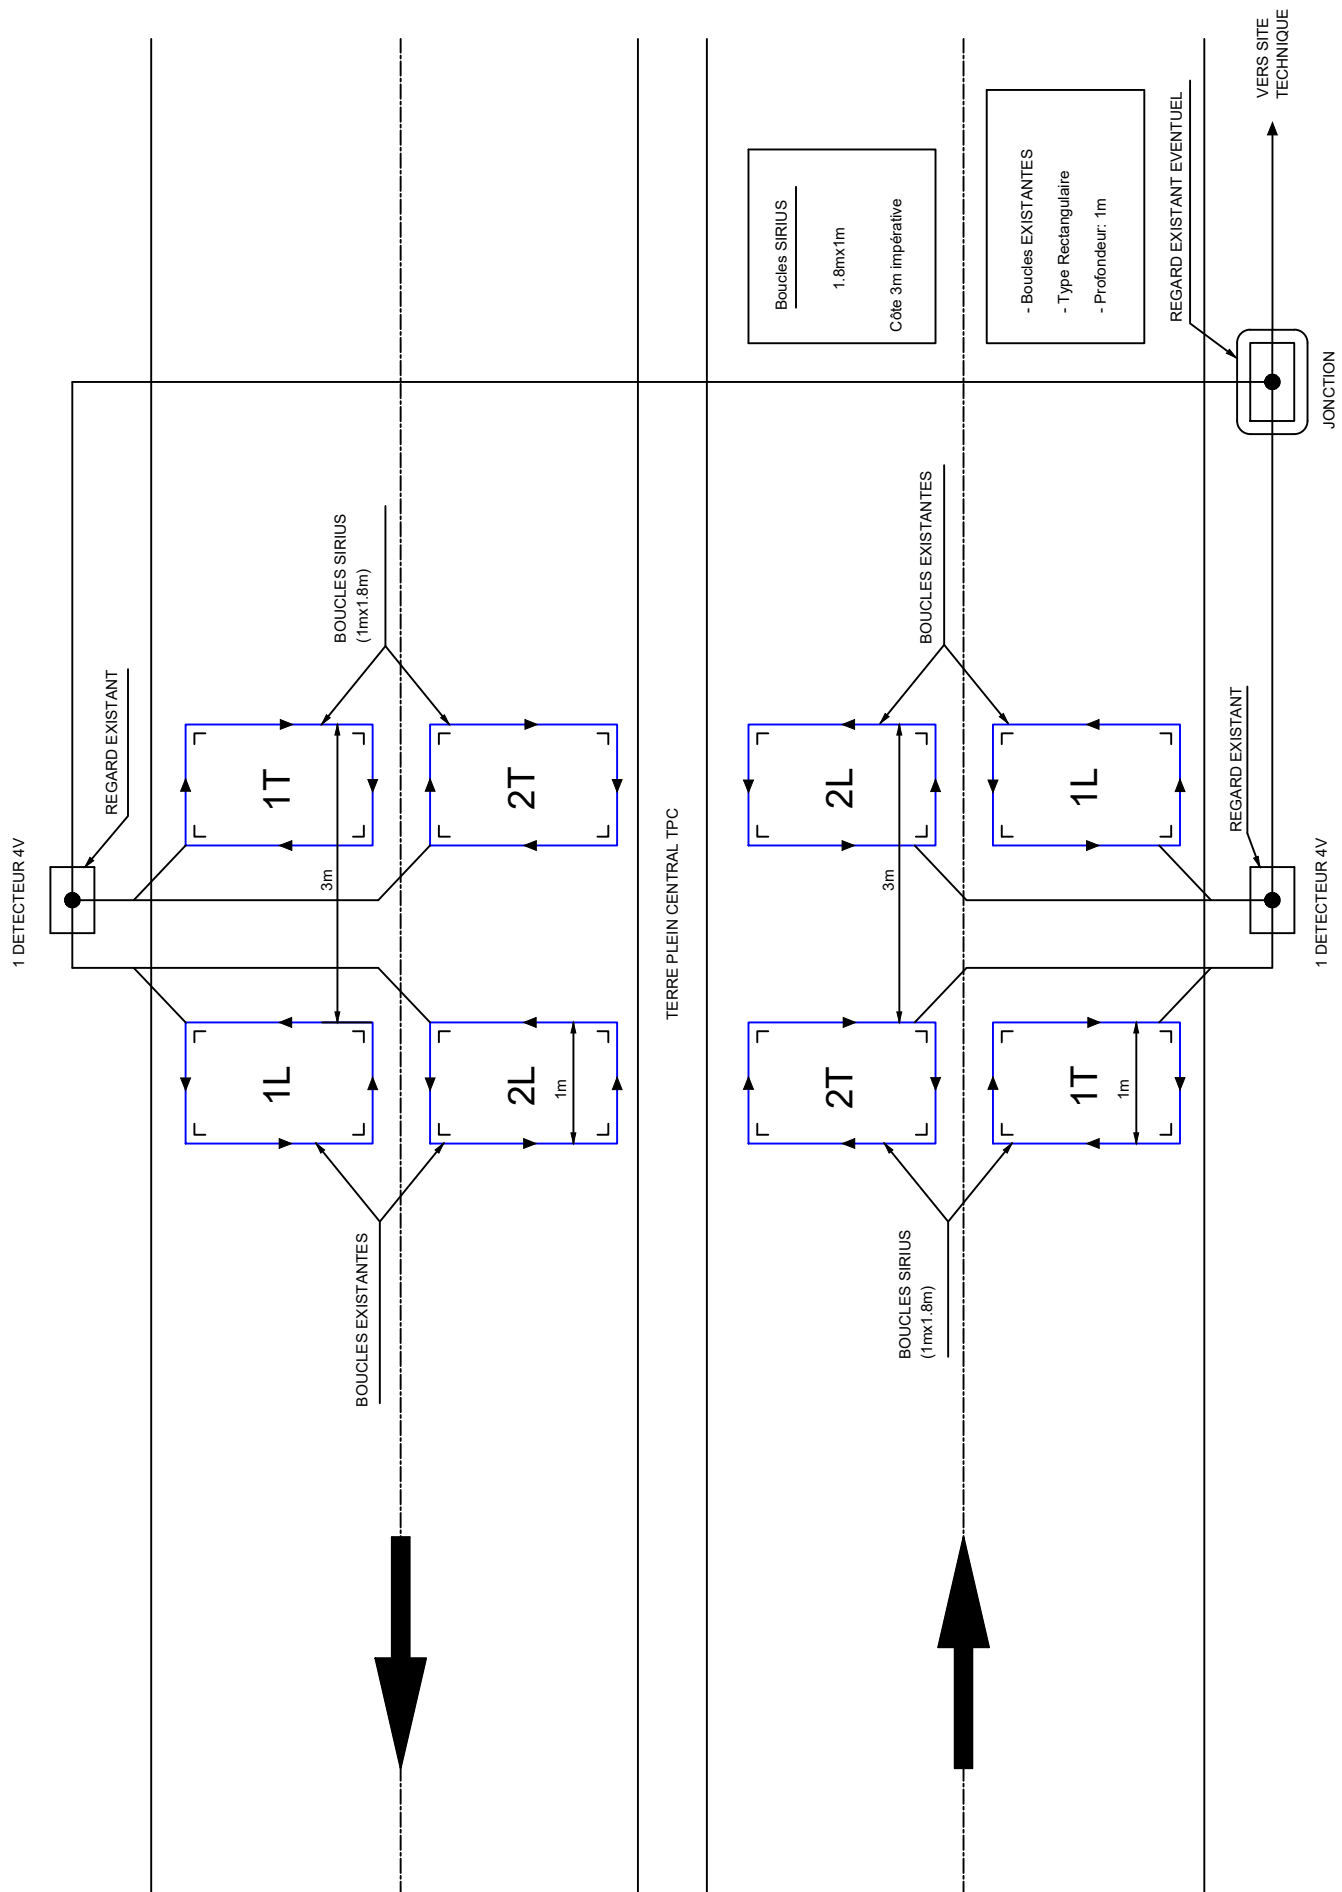 1 DETECTEUR 4V
REGARD EXISTANT
BOUCLES SIRIUS
(1mx1.8m)
1L
1T
3m
2L
2T
1m
BOUCLES EXISTANTES
TERRE PLEIN CENTRAL TPC
Boucles SIRIUS
1.8mx1m
Côte 3m impérative
BOUCLES EXISTANTES
2T
2L
3m
BOUCLES SIRIUS
(1mx1.8m)
1T
1L
1m
- Boucles EXISTANTES
- Type Rectangulaire
- Profondeur: 1m
REGARD EXISTANT EVENTUEL
REGARD EXISTANT
VERS SITE
TECHNIQUE
1 DETECTEUR 4V
JONCTION